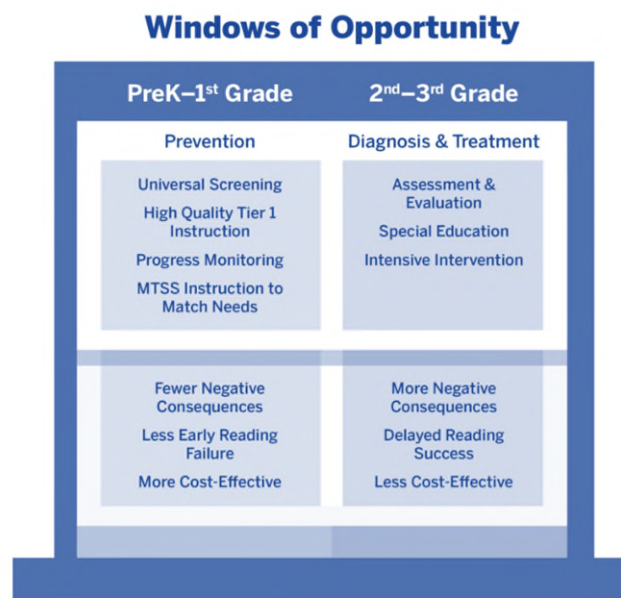 Windows of Opportunity
PreK–1st Grade
2nd–3rd Grade
Prevention
Universal Screening
High Quality Tier 1
Instruction
Progress Monitoring
MTSS Instruction to
Match Needs
Diagnosis & Treatment
Assessment &
Evaluation
Special Education
Intensive Intervention
Fewer Negative
Consequences
Less Early Reading
Failure
More Cost-Effective
More Negative
Consequences
Delayed Reading
Success
Less Cost-Effective